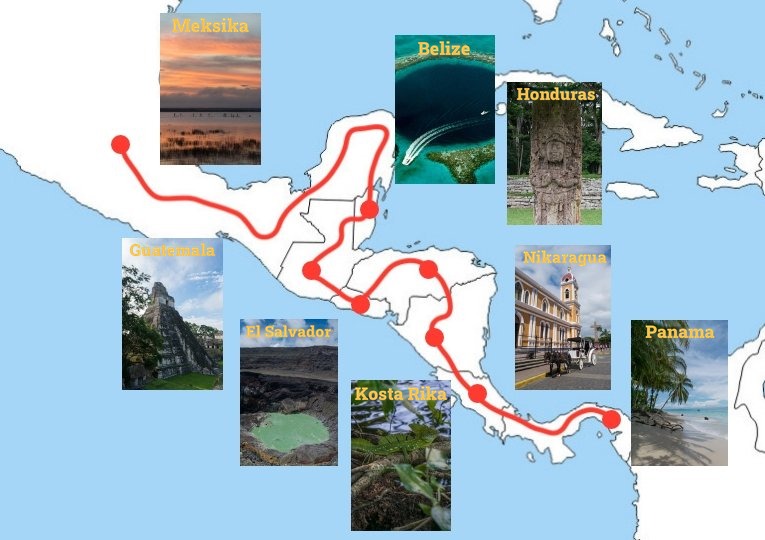 Meksika
Belize
Honduras
Guatemala
Nikaragua
El Salvador
Panama
Kosta Rika